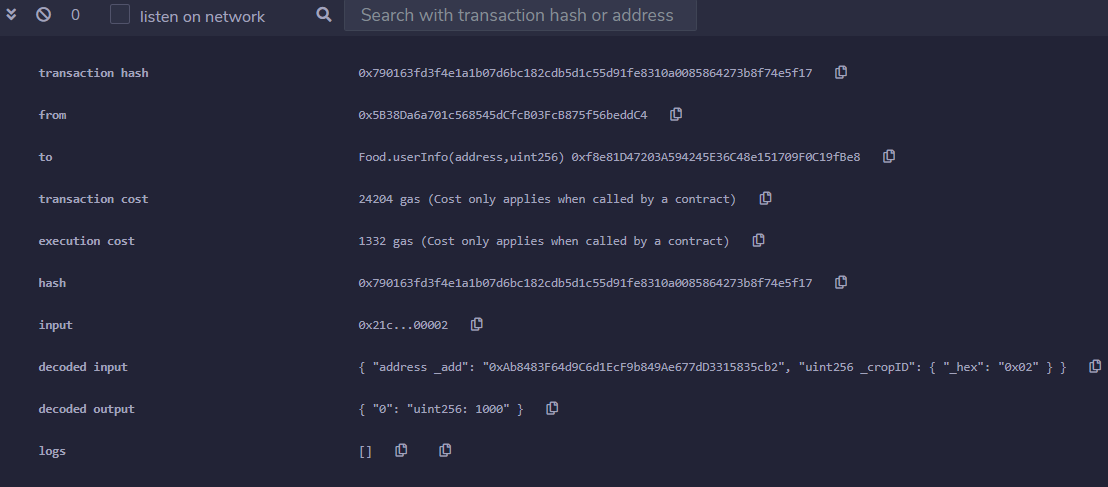 0 listen on network Search with transaction hash or address
transaction hash 0x790163fd3f4e1a1b07d6bc182cdb5d1c55d91fe8310a0085864273b8f74e5f17
from 0x5B38Da6a701c568545dCfcB03FcB875f56beddC4
to Food.userInfo(address,uint256) 0xf8e81D47203A594245E36C48e151709F0C19fBe8
transaction cost 24204 gas (Cost only applies when called by a contract)
execution cost 1332 gas (Cost only applies when called by a contract)
hash 0x790163fd3f4e1a1b07d6bc182cdb5d1c55d91fe8310a0085864273b8f74e5f17
input 0x21c...00002
decoded input { "address _add": "0xAb8483F64d9C6d1EcF9b849Ae677dD3315835cb2", "uint256 _cropID": { "_hex": "0x02" } }
decoded output { "0": "uint256: 1000" }
logs []